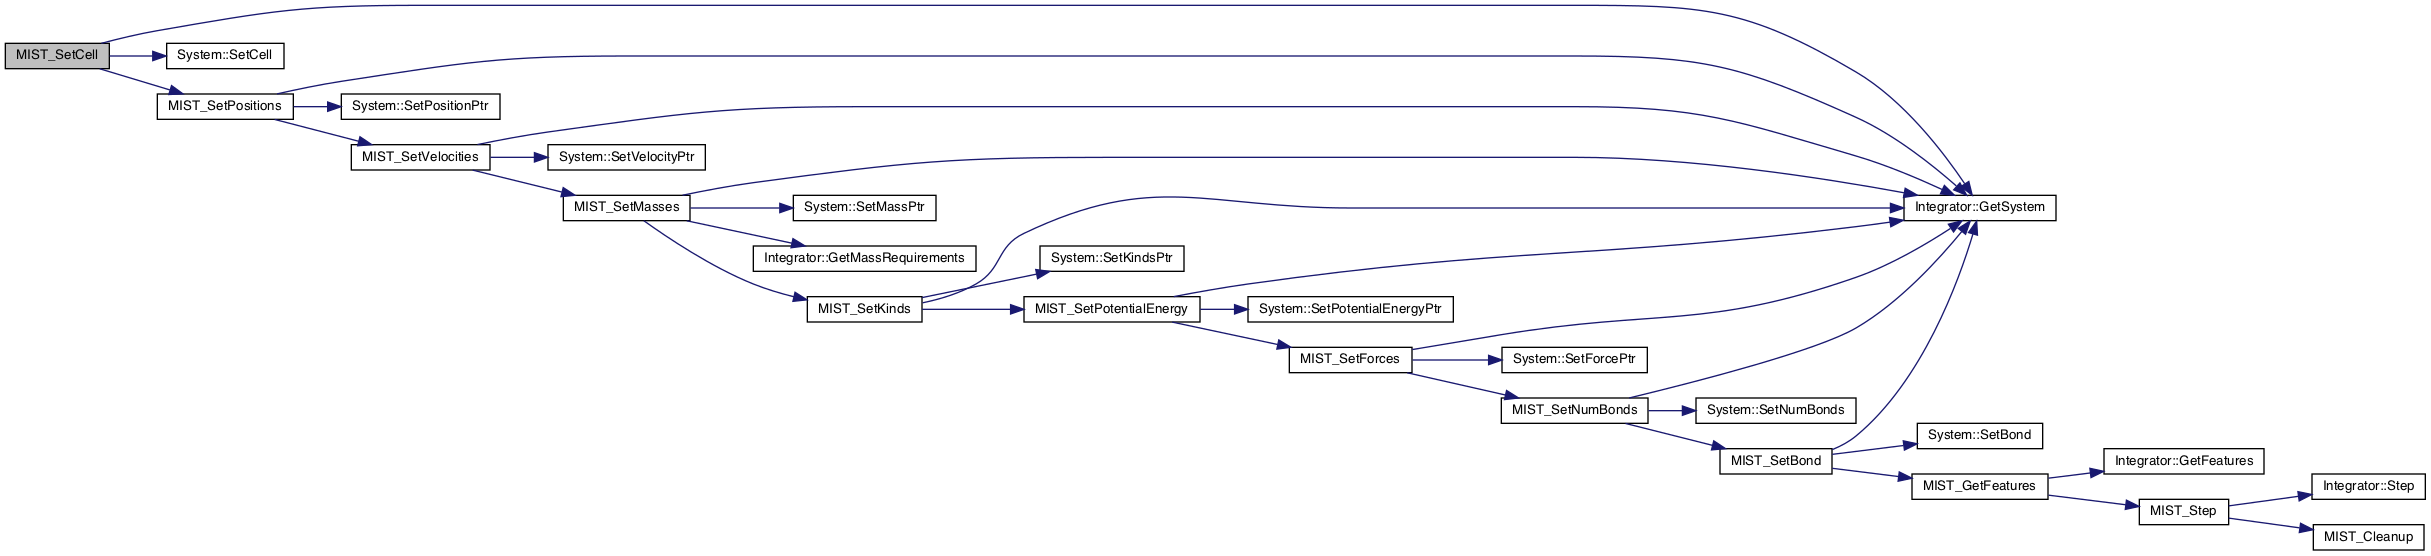 MIST_SetCell
System::SetCell
MIST_SetPositions
System::SetPositionPtr
MIST_SetVelocities
System::SetVelocityPtr
MIST_SetMasses
System::SetMassPtr
Integrator::GetSystem
Integrator::GetMassRequirements
System::SetKindsPtr
MIST_SetKinds
MIST_SetPotentialEnergy
System::SetPotentialEnergyPtr
MIST_SetForces
System::SetForcePtr
MIST_SetNumBonds
System::SetNumBonds
System::SetBond
MIST_SetBond
Integrator::GetFeatures
MIST_GetFeatures
Integrator::Step
MIST_Step
MIST_Cleanup